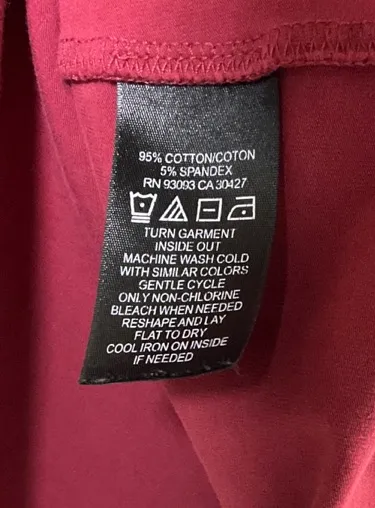 95% COTTON/COTON
5% SPANDEX
RN 93093 CA 30427
TURN GARMENT
INSIDE OUT
MACHINE WASH COLD
WITH SIMILAR COLORS
GENTLE CYCLE
ONLY NON-CHLORINE
BLEACH WHEN NEEDED
RESHAPE AND LAY
FLAT TO DRY
COOL IRON ON INSIDE
IF NEEDED